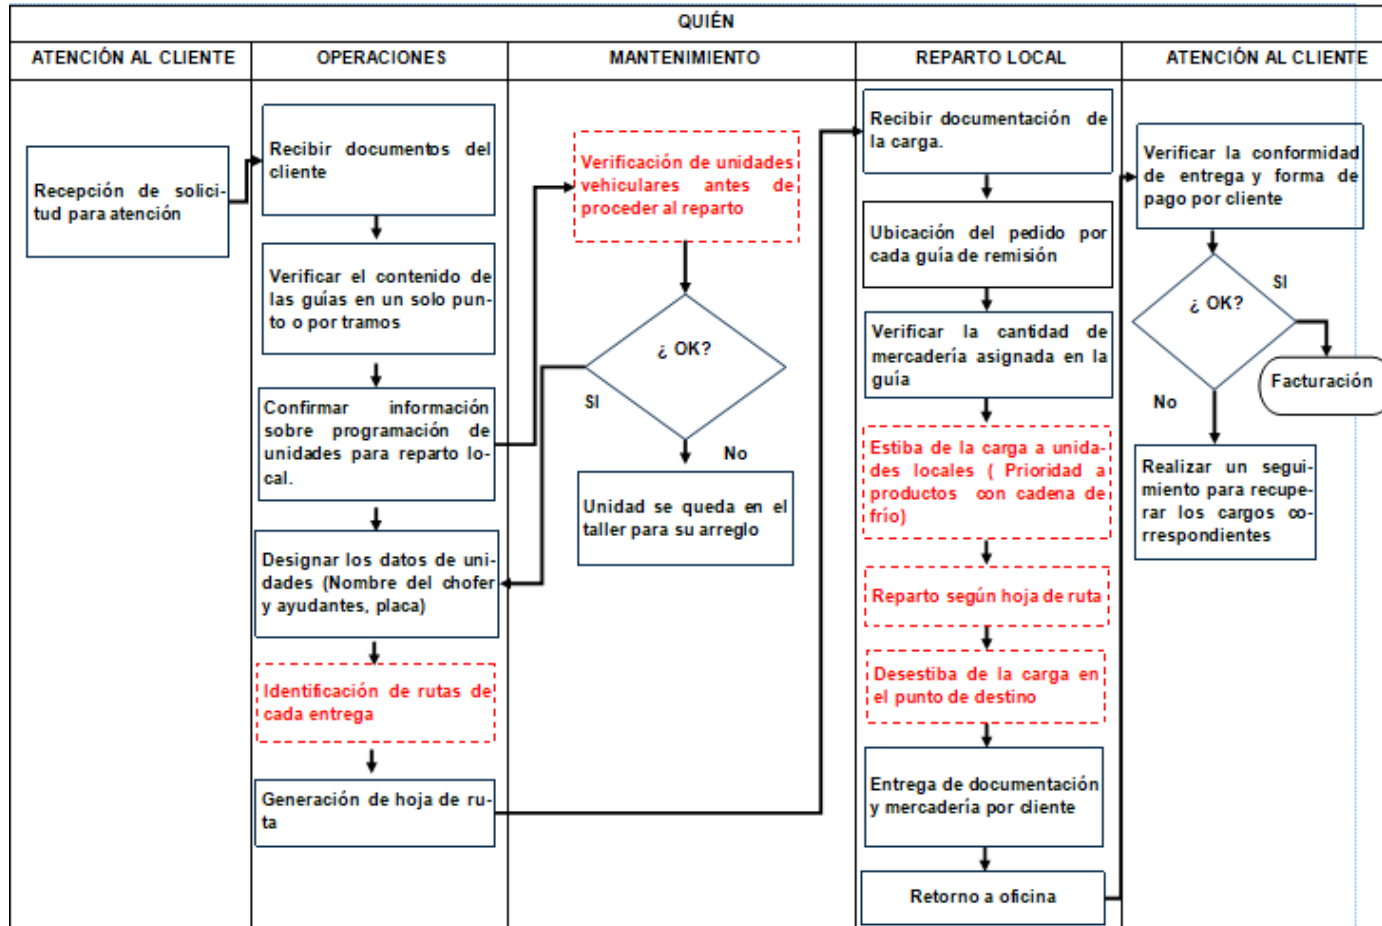 QUIÉN
ATENCIÓN AL CLIENTE
OPERACIONES
MANTENIMIENTO
REPARTO LOCAL
ATENCIÓN AL CLIENTE
Recepción de solici-
tud para atención
Recibir documentos del
cliente
Verificar el contenido de
las guías en un solo pun-
to o por tramos
Confirmar información
sobre programación de
unidades para reparto lo-
cal.
Designar los datos de uni-
dades (Nombre del chofer
y ayudantes, placa)
Identificación de rutas de
cada entrega
Generación de hoja de ru-
ta
Verificación de unidades
vehiculares antes de
proceder al reparto
¿ OK?
SI
No
Unidad se queda en el
taller para su arreglo
Recibir documentación de
la carga.
Ubicación del pedido por
cada guía de remisión
Verificar la cantidad de
mercadería asignada en la
guía
Estiba de la carga a unida-
des locales ( Prioridad a
productos con cadena de
frío)
Reparto según hoja de ruta
Desestiba de la carga en
el punto de destino
Entrega de documentación
y mercadería por cliente
Retorno a oficina
Verificar la conformidad
de entrega y forma de
pago por cliente
¿ OK?
SI
Facturación
No
Realizar un segui-
miento para recupe-
rar los cargos co-
rrespondientes